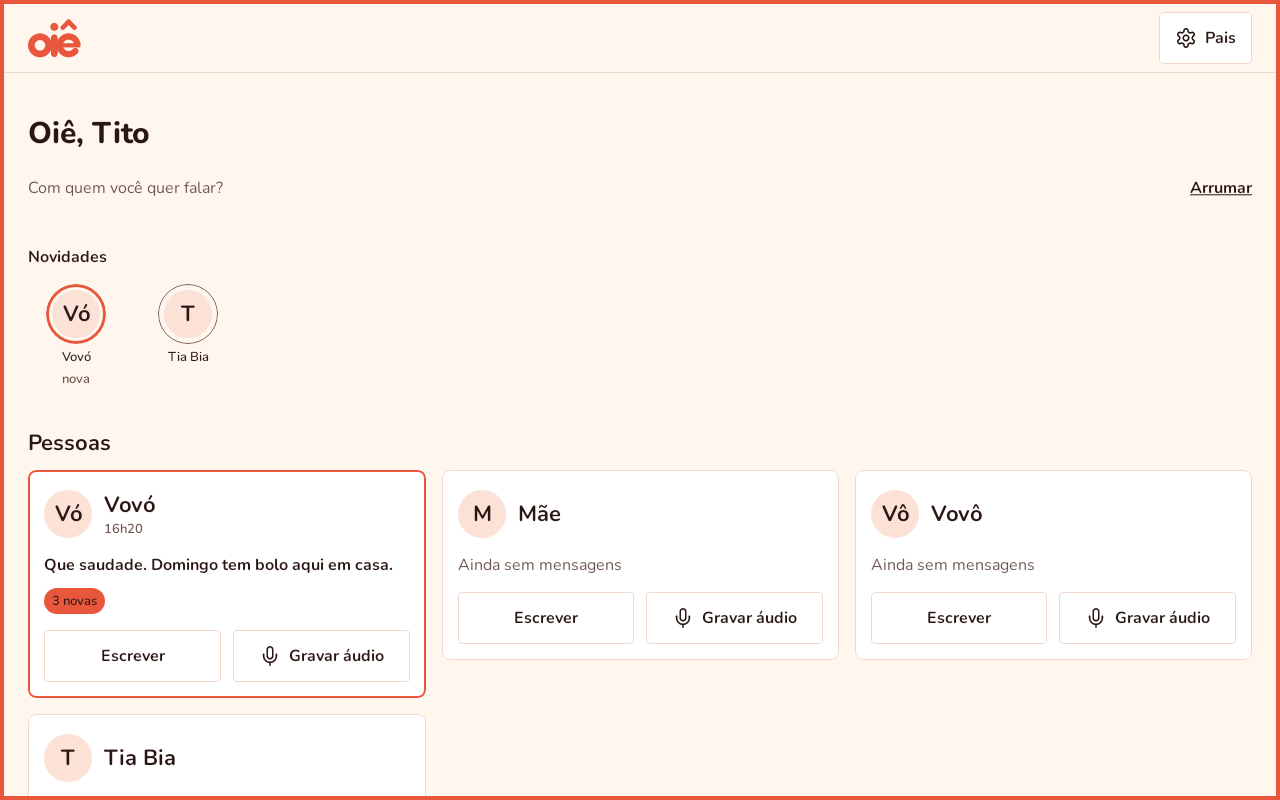 oiê
Pais
Oiê, Tito
Com quem você quer falar?
Arrumar
Novidades
Vó
Vovó
nova
T
Tia Bia
Pessoas
Vó
Vovó
16h20
Que saudade. Domingo tem bolo aqui em casa.
3 novas
Escrever
Gravar áudio
M
Mãe
Ainda sem mensagens
Escrever
Gravar áudio
Vô
Vovô
Ainda sem mensagens
Escrever
Gravar áudio
T
Tia Bia